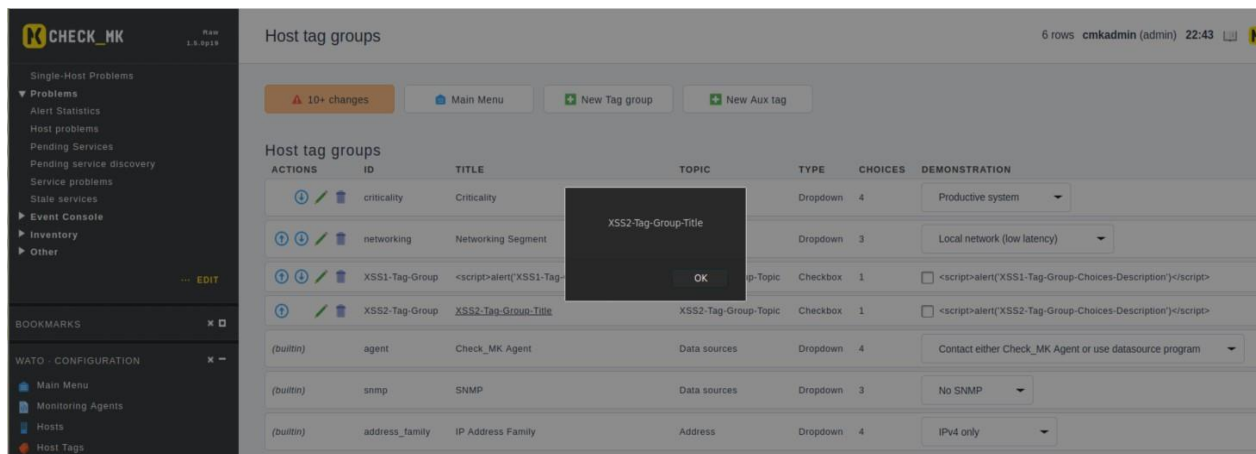 CHECK_MK
Raw
1.5.0p19
Host tag groups
6 rows cmkadmin (admin) 22:43
Single-Host Problems
Problems
Alert Statistics
Host problems
Pending Services
Pending service discovery
Service problems
Stale services
Event Console
Inventory
Other
... EDIT
BOOKMARKS
WATO · CONFIGURATION
Main Menu
Monitoring Agents
Hosts
Host Tags
10+ changes
Main Menu
New Tag group
New Aux tag
Host tag groups
ACTIONS ID TITLE TOPIC TYPE CHOICES DEMONSTRATION
criticality Criticality Dropdown 4 Productive system
networking Networking Segment Dropdown 3 Local network (low latency)
XSS1-Tag-Group <script>alert('XSS1-Tag- p-Topic Checkbox 1 <script>alert('XSS1-Tag-Group-Choices-Description')</script>
XSS2-Tag-Group XSS2-Tag-Group-Title XSS2-Tag-Group-Topic Checkbox 1 <script>alert('XSS2-Tag-Group-Choices-Description')</script>
(builtin) agent Check_MK Agent Data sources Dropdown 4 Contact either Check_MK Agent or use datasource program
(builtin) snmp SNMP Data sources Dropdown 3 No SNMP
(builtin) address_family IP Address Family Address Dropdown 4 IPv4 only
XSS2-Tag-Group-Title
OK